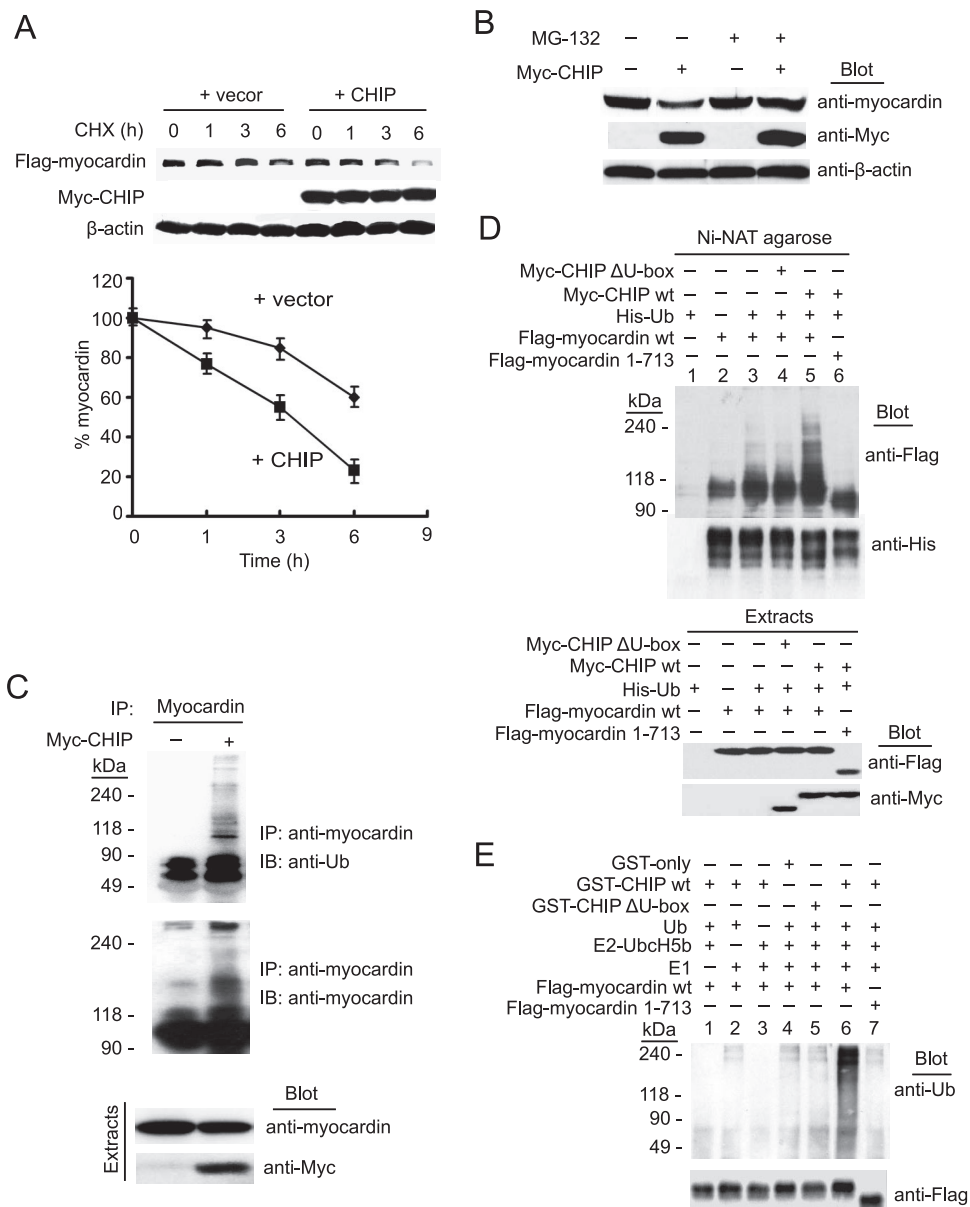 A
+ vecor + CHIP
CHX (h) 0 1 3 6 0 1 3 6
Flag-myocardin
Myc-CHIP
β-actin
120
100
80
60
40
20
0
% myocardin
+ vector
+ CHIP
0 1 3 6 9
Time (h)
B
MG-132 – – + +
Myc-CHIP – + – + Blot
anti-myocardin
anti-Myc
anti-β-actin
C
IP: Myocardin
Myc-CHIP – +
kDa
240 -
118 -
90 -
49 -
IP: anti-myocardin
IB: anti-Ub
240 -
118 -
90 -
IP: anti-myocardin
IB: anti-myocardin
Extracts
Blot
anti-myocardin
anti-Myc
D
Ni-NAT agarose
Myc-CHIP ΔU-box – – – + – –
Myc-CHIP wt – – – – + +
His-Ub + – + + + +
Flag-myocardin wt – + + + + –
Flag-myocardin 1-713 – – – – – +
1 2 3 4 5 6
kDa
240 -
118 -
90 -
Blot
anti-Flag
anti-His
Extracts
Myc-CHIP ΔU-box – – – + – –
Myc-CHIP wt – – – – + +
His-Ub + – + + + +
Flag-myocardin wt – + + + + –
Flag-myocardin 1-713 – – – – – +
Blot
anti-Flag
anti-Myc
E
GST-only – – – + – – –
GST-CHIP wt + + + – – + +
GST-CHIP ΔU-box – – – – + – –
Ub + + – + + + +
E2-UbcH5b + – + + + + +
E1 – + + + + + +
Flag-myocardin wt + + + + + + –
Flag-myocardin 1-713 – – – – – – +
kDa 1 2 3 4 5 6 7
240 -
118 -
90 -
49 -
Blot
anti-Ub
anti-Flag